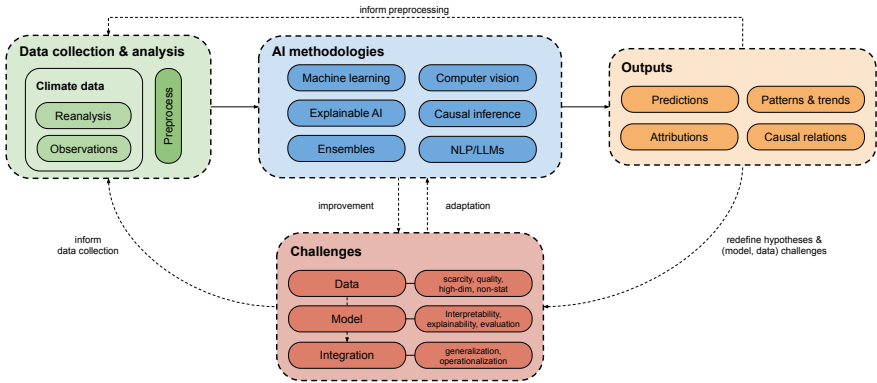 inform preprocessing
Data collection & analysis
Climate data
Reanalysis
Observations
Preprocess
AI methodologies
Machine learning
Computer vision
Explainable AI
Causal inference
Ensembles
NLP/LLMs
Outputs
Predictions
Patterns & trends
Attributions
Causal relations
inform
data collection
improvement
adaptation
redefine hypotheses &
(model, data) challenges
Challenges
Data
scarcity, quality,
high-dim, non-stat
Model
Interpretability,
explainability, evaluation
Integration
generalization,
operationalization